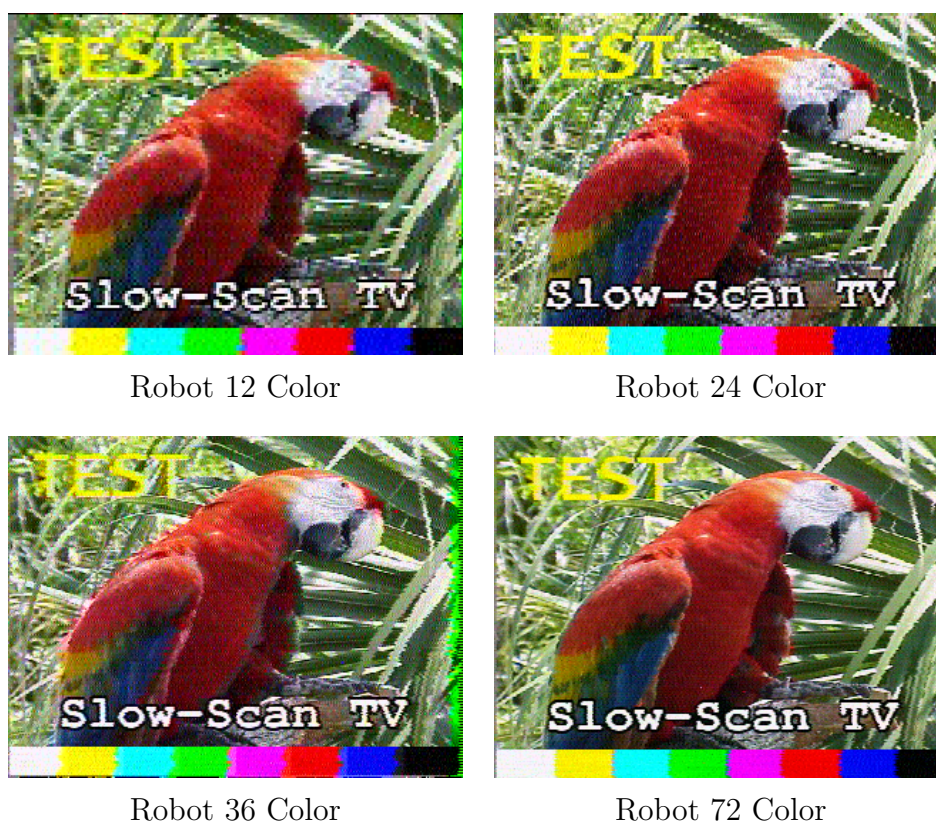 TEST
Slow-Scan TV
TEST
Slow-Scan TV
Robot 12 Color
Robot 24 Color
TEST
Slow-Scan TV
TEST
Slow-Scan TV
Robot 36 Color
Robot 72 Color